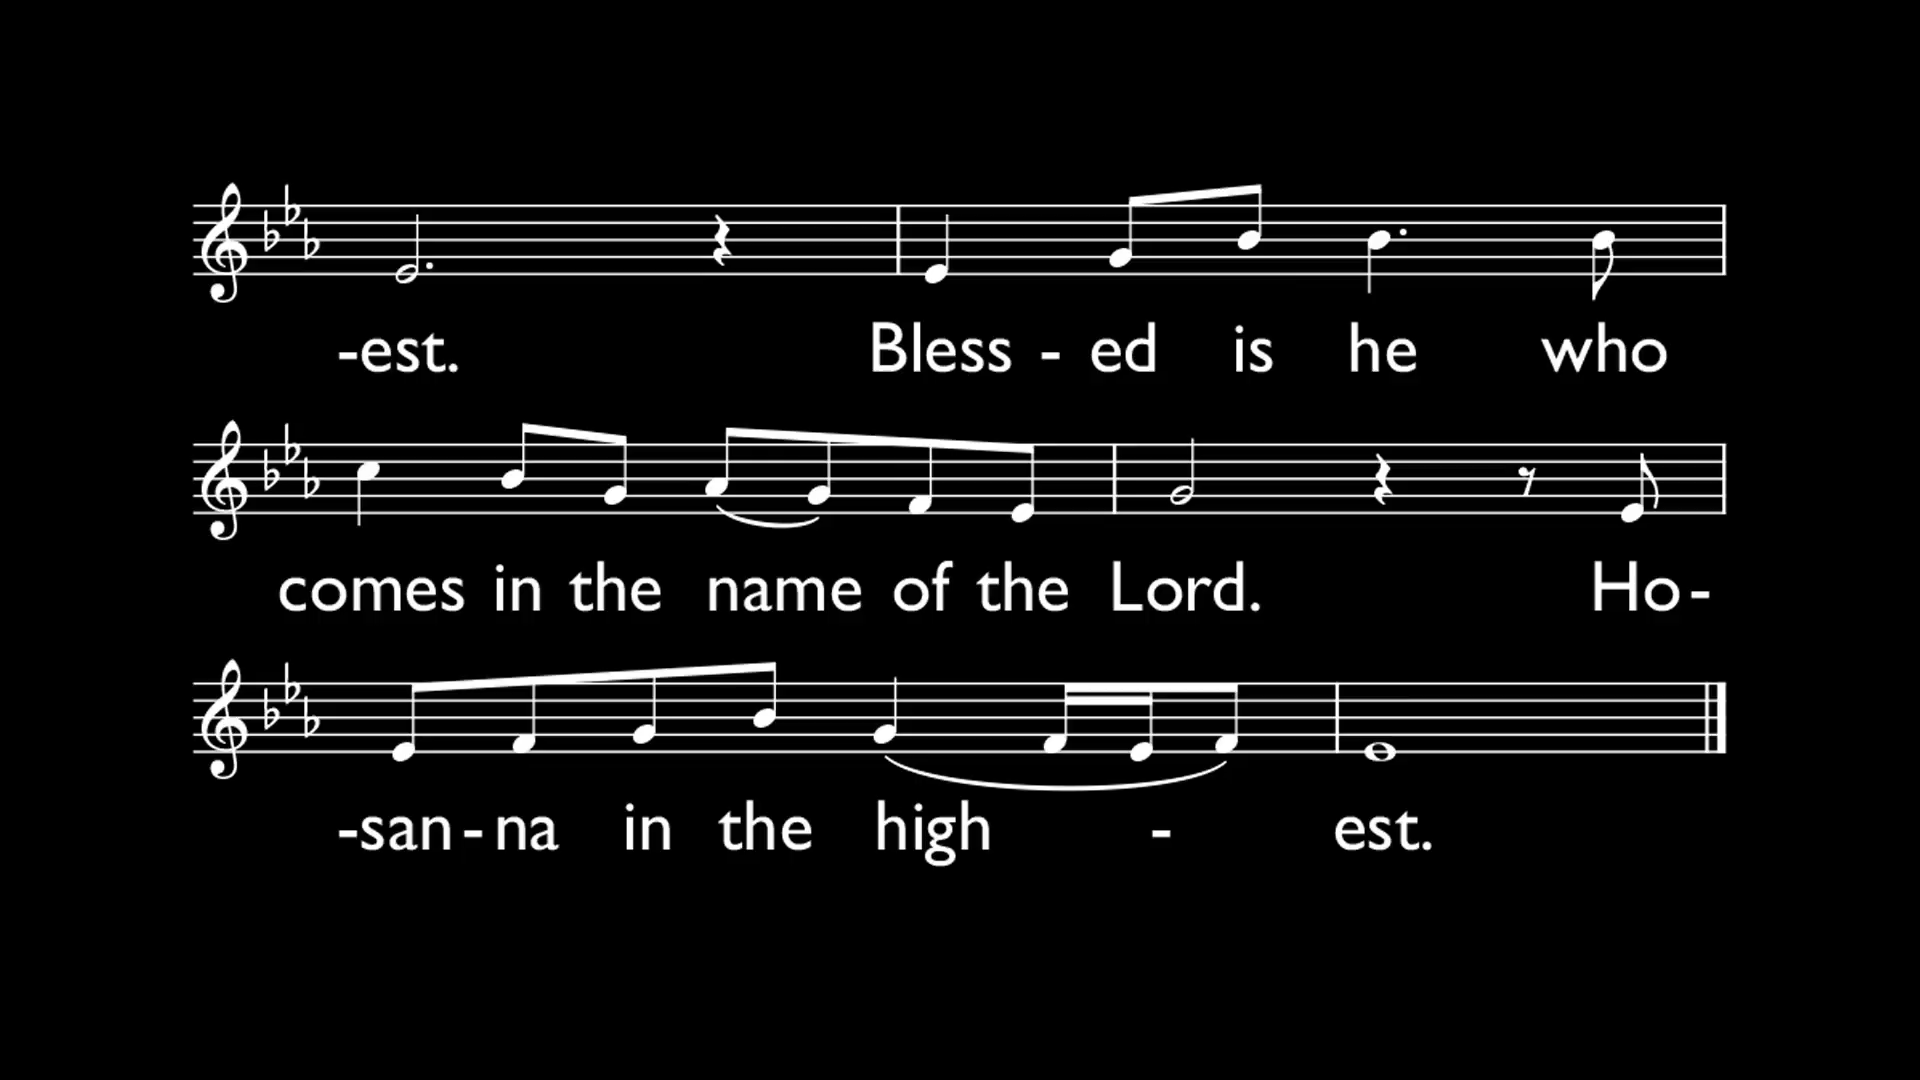 -est. Bless - ed is he who
comes in the name of the Lord. Ho-
-san-na in the high - est.